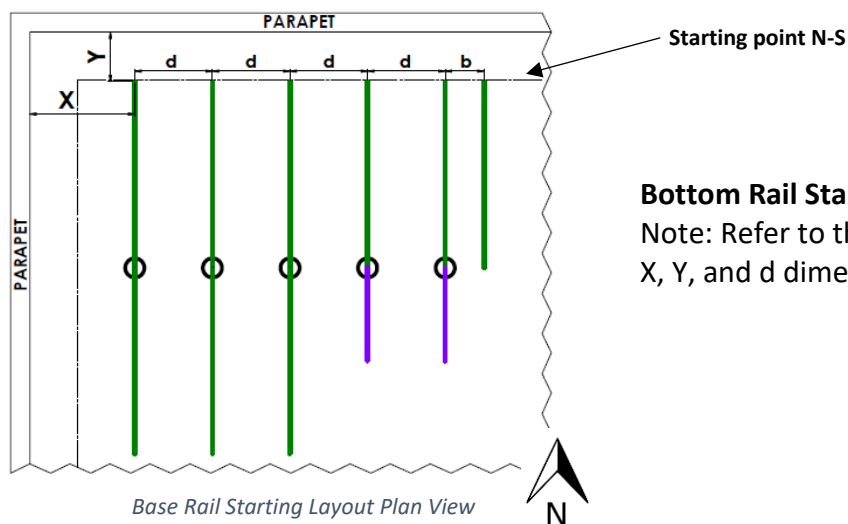 PARAPET
Starting point N-S
Y
d d d d b
X
Bottom Rail Sta
Note: Refer to th
X, Y, and d dime
PARAPET
Base Rail Starting Layout Plan View
N